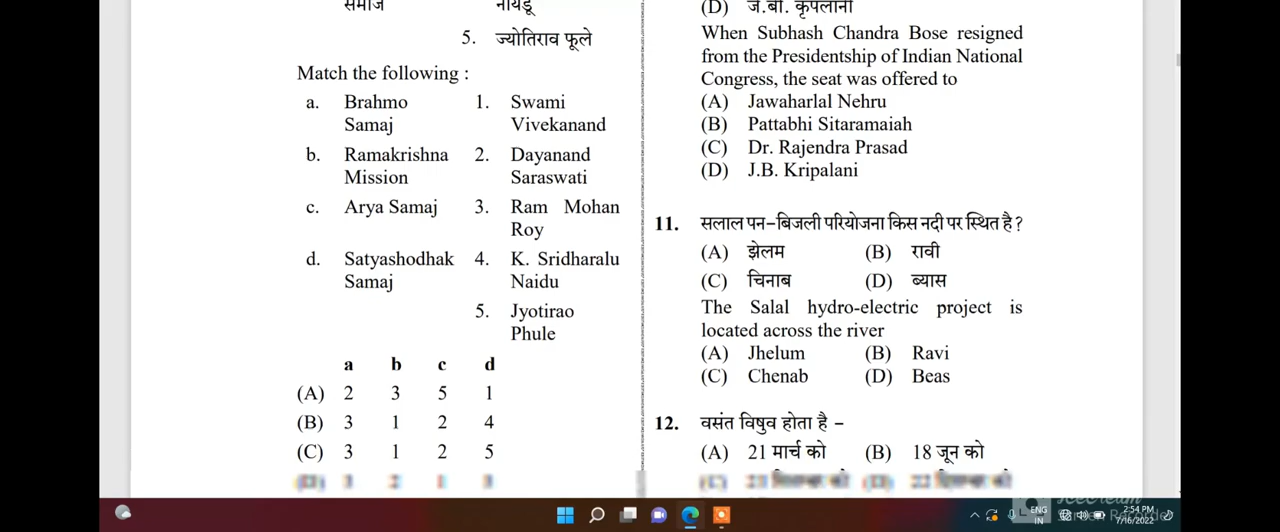 समाज नायडू
5. ज्योतिराव फूले
Match the following :
a. Brahmo 1. Swami
Samaj Vivekanand
b. Ramakrishna 2. Dayanand
Mission Saraswati
c. Arya Samaj 3. Ram Mohan
Roy
d. Satyashodhak 4. K. Sridharalu
Samaj Naidu
5. Jyotirao
Phule
a b c d
(A) 2 3 5 1
(B) 3 1 2 4
(C) 3 1 2 5
(D) जे.बी. कृपलानी
When Subhash Chandra Bose resigned
from the Presidentship of Indian National
Congress, the seat was offered to
(A) Jawaharlal Nehru
(B) Pattabhi Sitaramaiah
(C) Dr. Rajendra Prasad
(D) J.B. Kripalani
11. सलाल पन-बिजली परियोजना किस नदी पर स्थित है ?
(A) झेलम (B) रावी
(C) चिनाब (D) ब्यास
The Salal hydro-electric project is
located across the river
(A) Jhelum (B) Ravi
(C) Chenab (D) Beas
12. वसंत विषुव होता है –
(A) 21 मार्च को (B) 18 जून को
ENG
IN
2:54 PM
7/16/2022